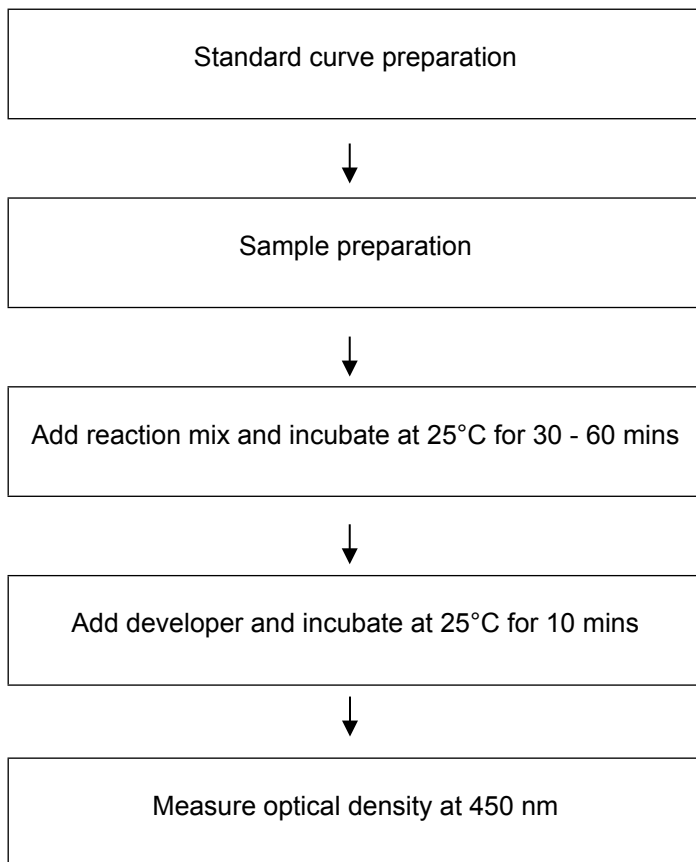 Standard curve preparation
Sample preparation
Add reaction mix and incubate at 25°C for 30 - 60 mins
Add developer and incubate at 25°C for 10 mins
Measure optical density at 450 nm